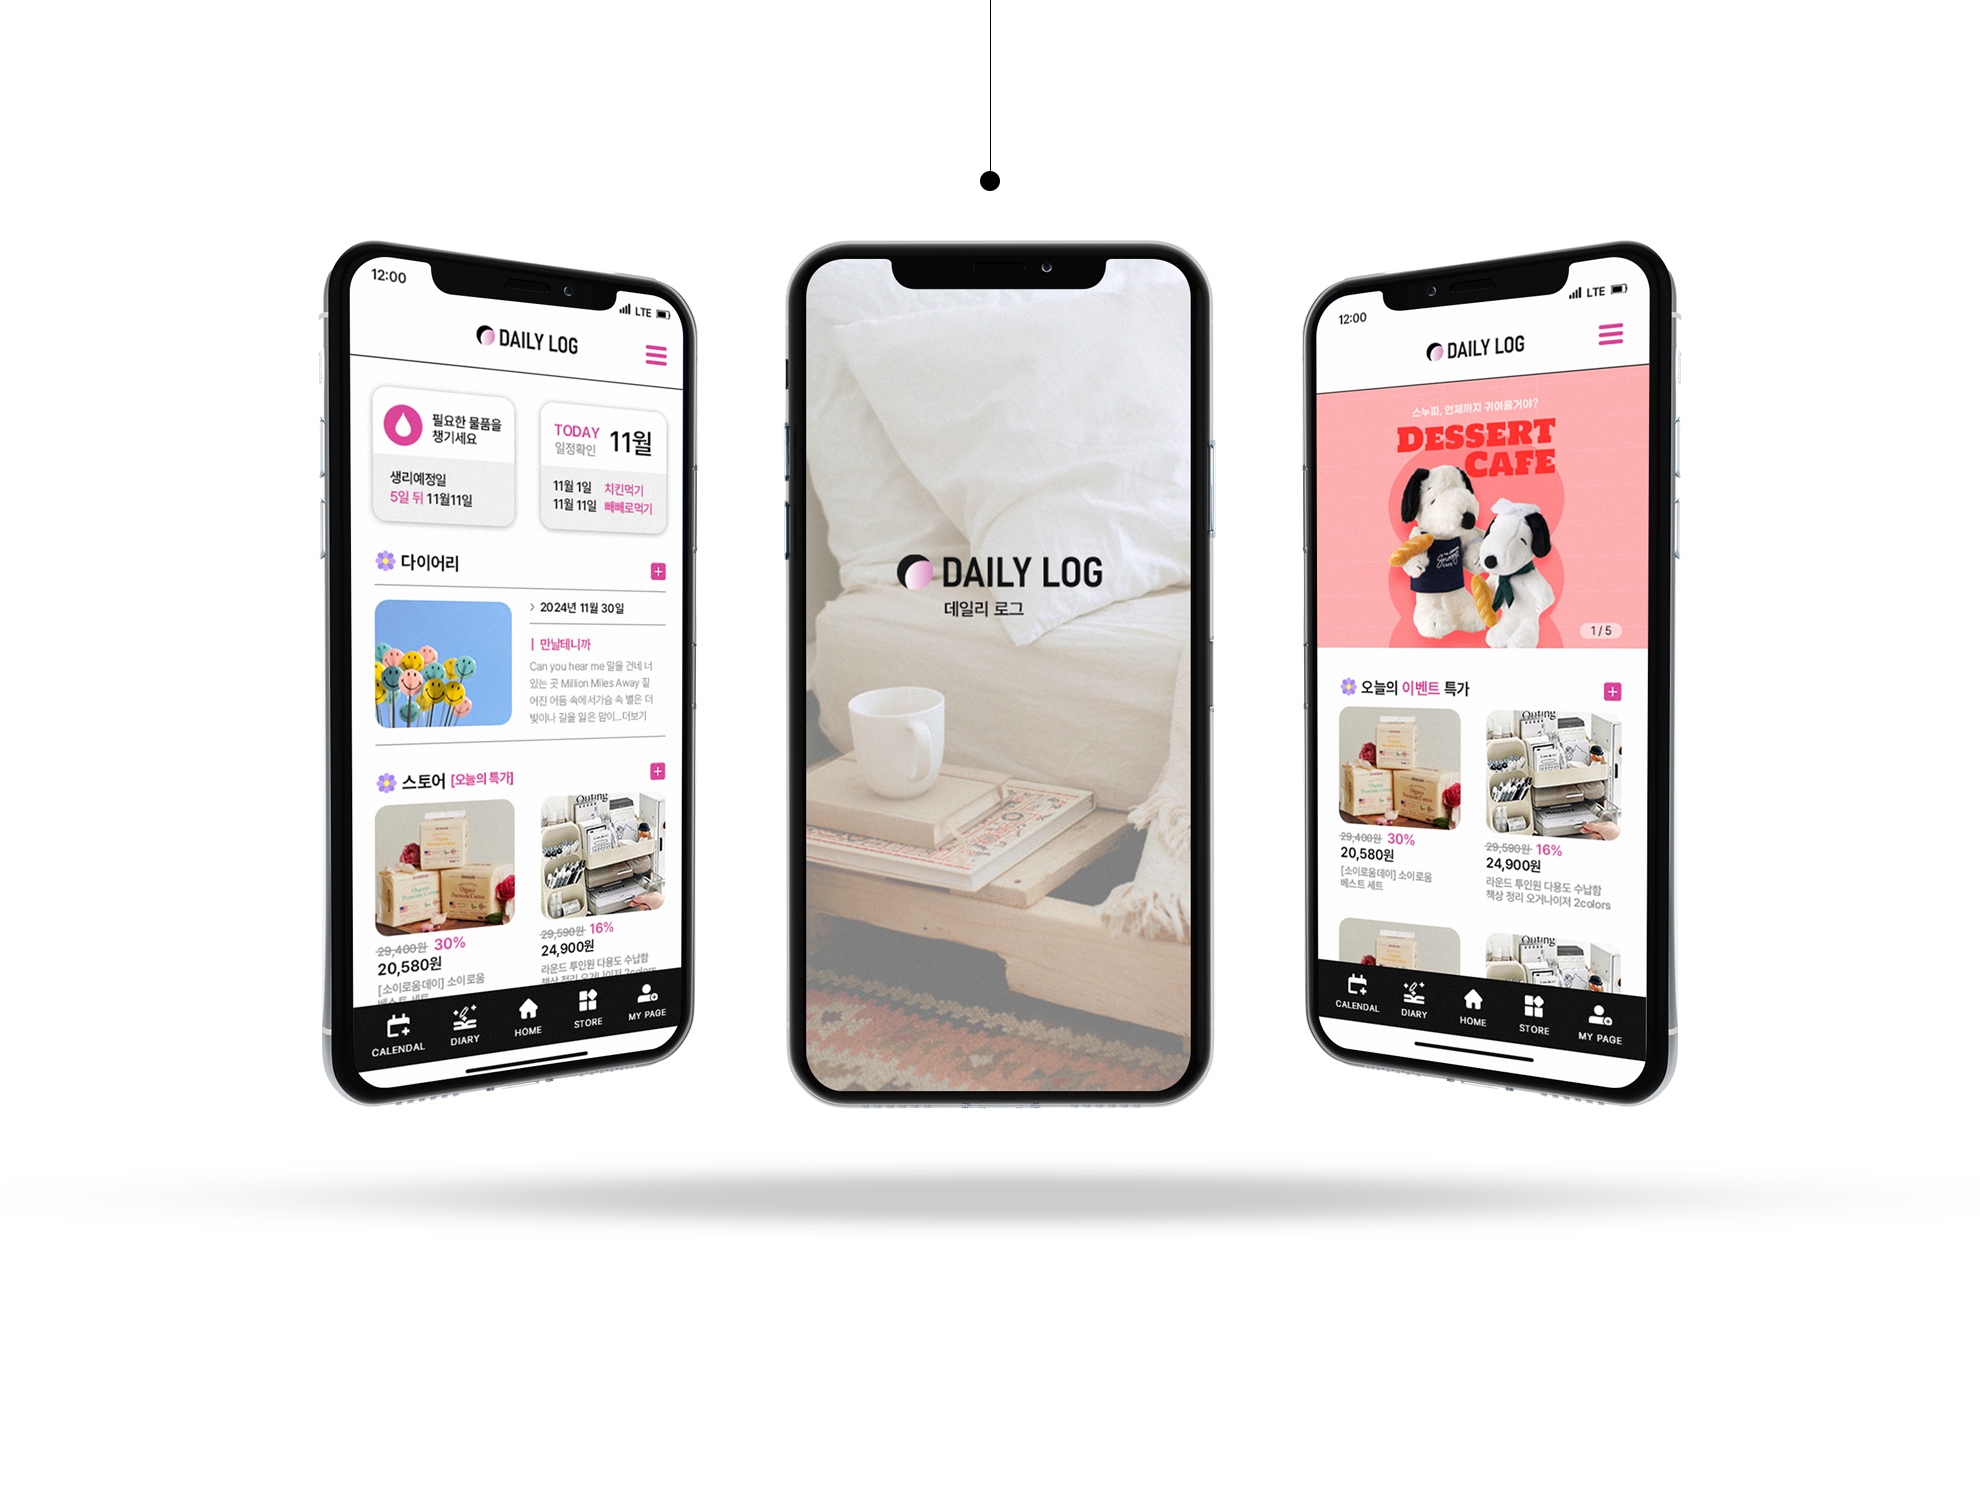 12:00
LTE
DAILY LOG
필요한 물품을
챙기세요
생리예정일
5일 뒤 11월11일
TODAY
일정확인
11월
11월 1일 치킨먹기
11월 11일 빼빼로먹기
다이어리
2024년 11월 30일
만날테니까
Can you hear me 말을 건네 너
있는 곳 Million Miles Away 짙
어진 어둠 속에서가슴 속 별은 더
빛이나 길을 잃은 맘이...더보기
스토어 [오늘의 특가]
Outing
29,400원 30%
20,580원
[소이로움데이] 소이로움
베스트 세트
29,590원 16%
24,900원
라운드 투인원 다용도 수납함
책상 정리 오거나이저 2colors
CALENDAL
DIARY
HOME
STORE
MY PAGE
DAILY LOG
데일리 로그
12:00
LTE
DAILY LOG
스누피, 언제까지 귀여울거야?
DESSERT
CAFE
1 / 5
오늘의 이벤트 특가
Outing
29,400원 30%
20,580원
[소이로움데이] 소이로움
베스트 세트
29,590원 16%
24,900원
라운드 투인원 다용도 수납함
책상 정리 오거나이저 2colors
Outing
CALENDAL
DIARY
HOME
STORE
MY PAGE